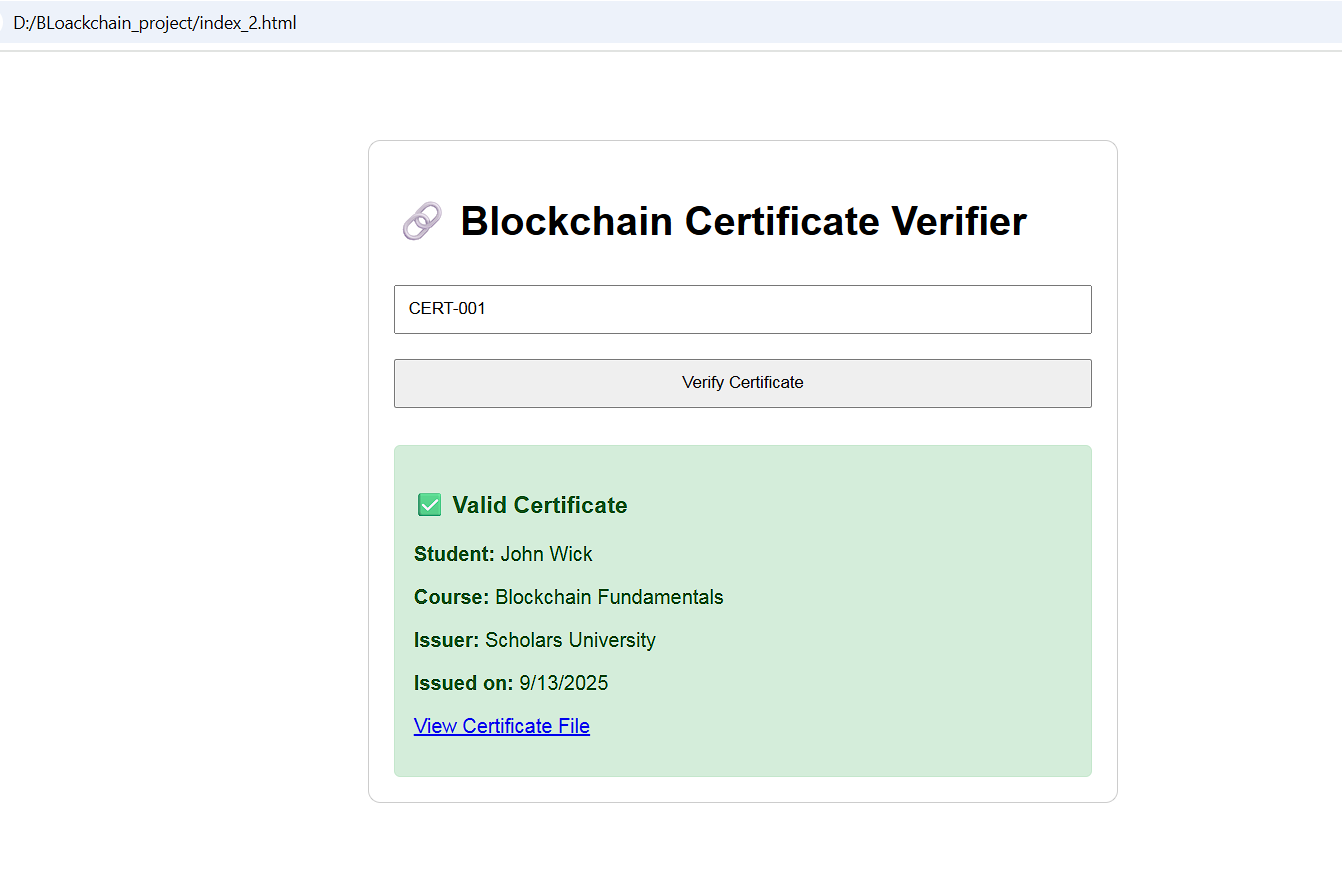 D:/BLoackchain_project/index_2.html
🔗 Blockchain Certificate Verifier
CERT-001
Verify Certificate
✅ Valid Certificate
Student: John Wick
Course: Blockchain Fundamentals
Issuer: Scholars University
Issued on: 9/13/2025
View Certificate File